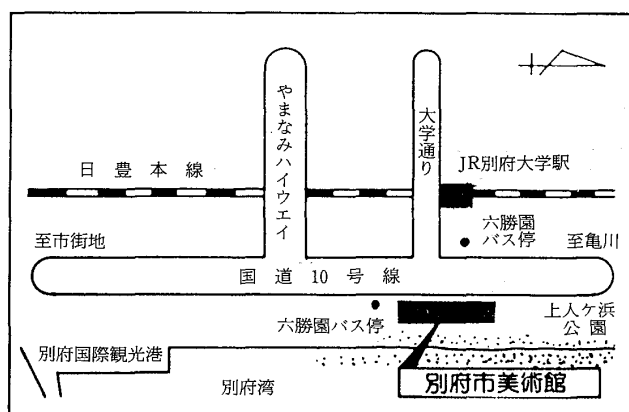 やまなみハイウエイ
大学通り
日豊本線
JR別府大学駅
六勝園
バス停
至市街地
至亀川
国道10号線
六勝園バス停
上人ケ浜
公園
別府国際観光港
別府湾
別府市美術館